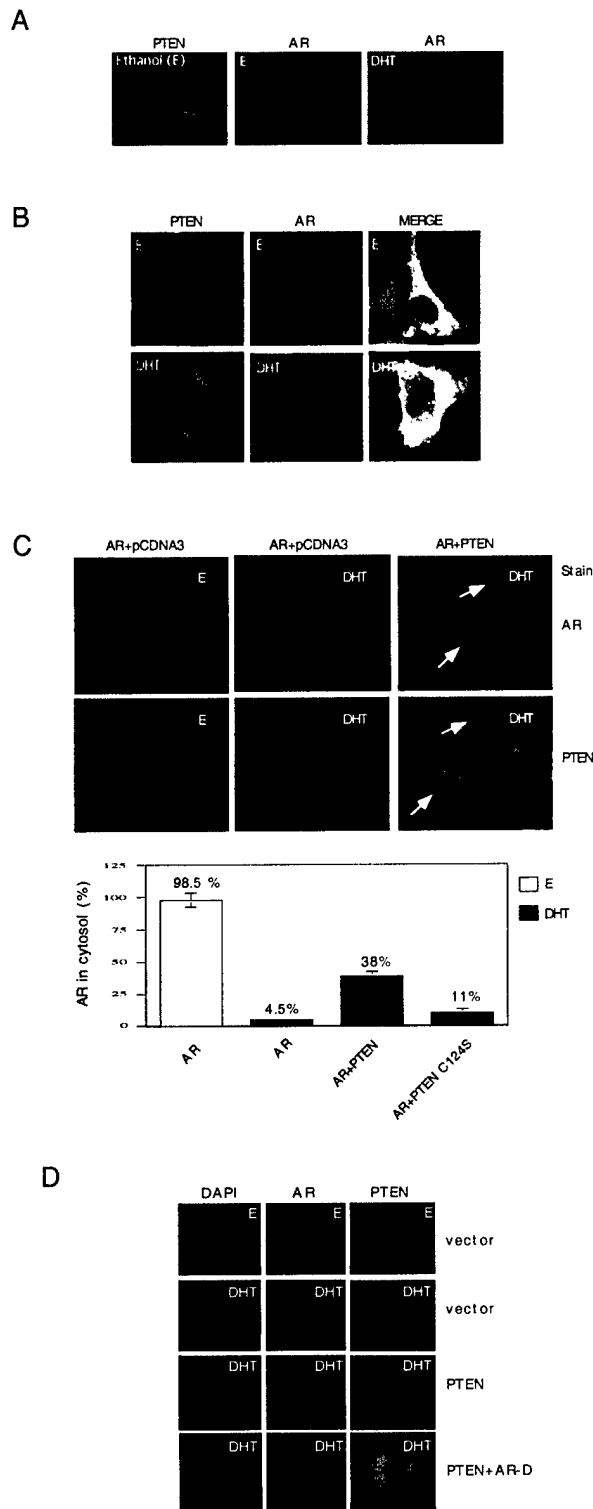 A
PTEN AR AR
Ethanol (E) E DHT
B
PTEN AR MERGE
E E E
DHT DHT DHT
C
AR+pCDNA3 AR+pCDNA3 AR+PTEN
E DHT DHT Stain
AR
E DHT DHT
PTEN
125
100
75
50
25
0
AR in cytosol (%)
98.5 %
4.5%
38%
11%
E
DHT
AR
AR
AR+PTEN
AR+PTEN C124S
D
DAPI AR PTEN
E E E
vector
DHT DHT DHT
vector
DHT DHT DHT
PTEN
DHT DHT DHT
PTEN+AR-D